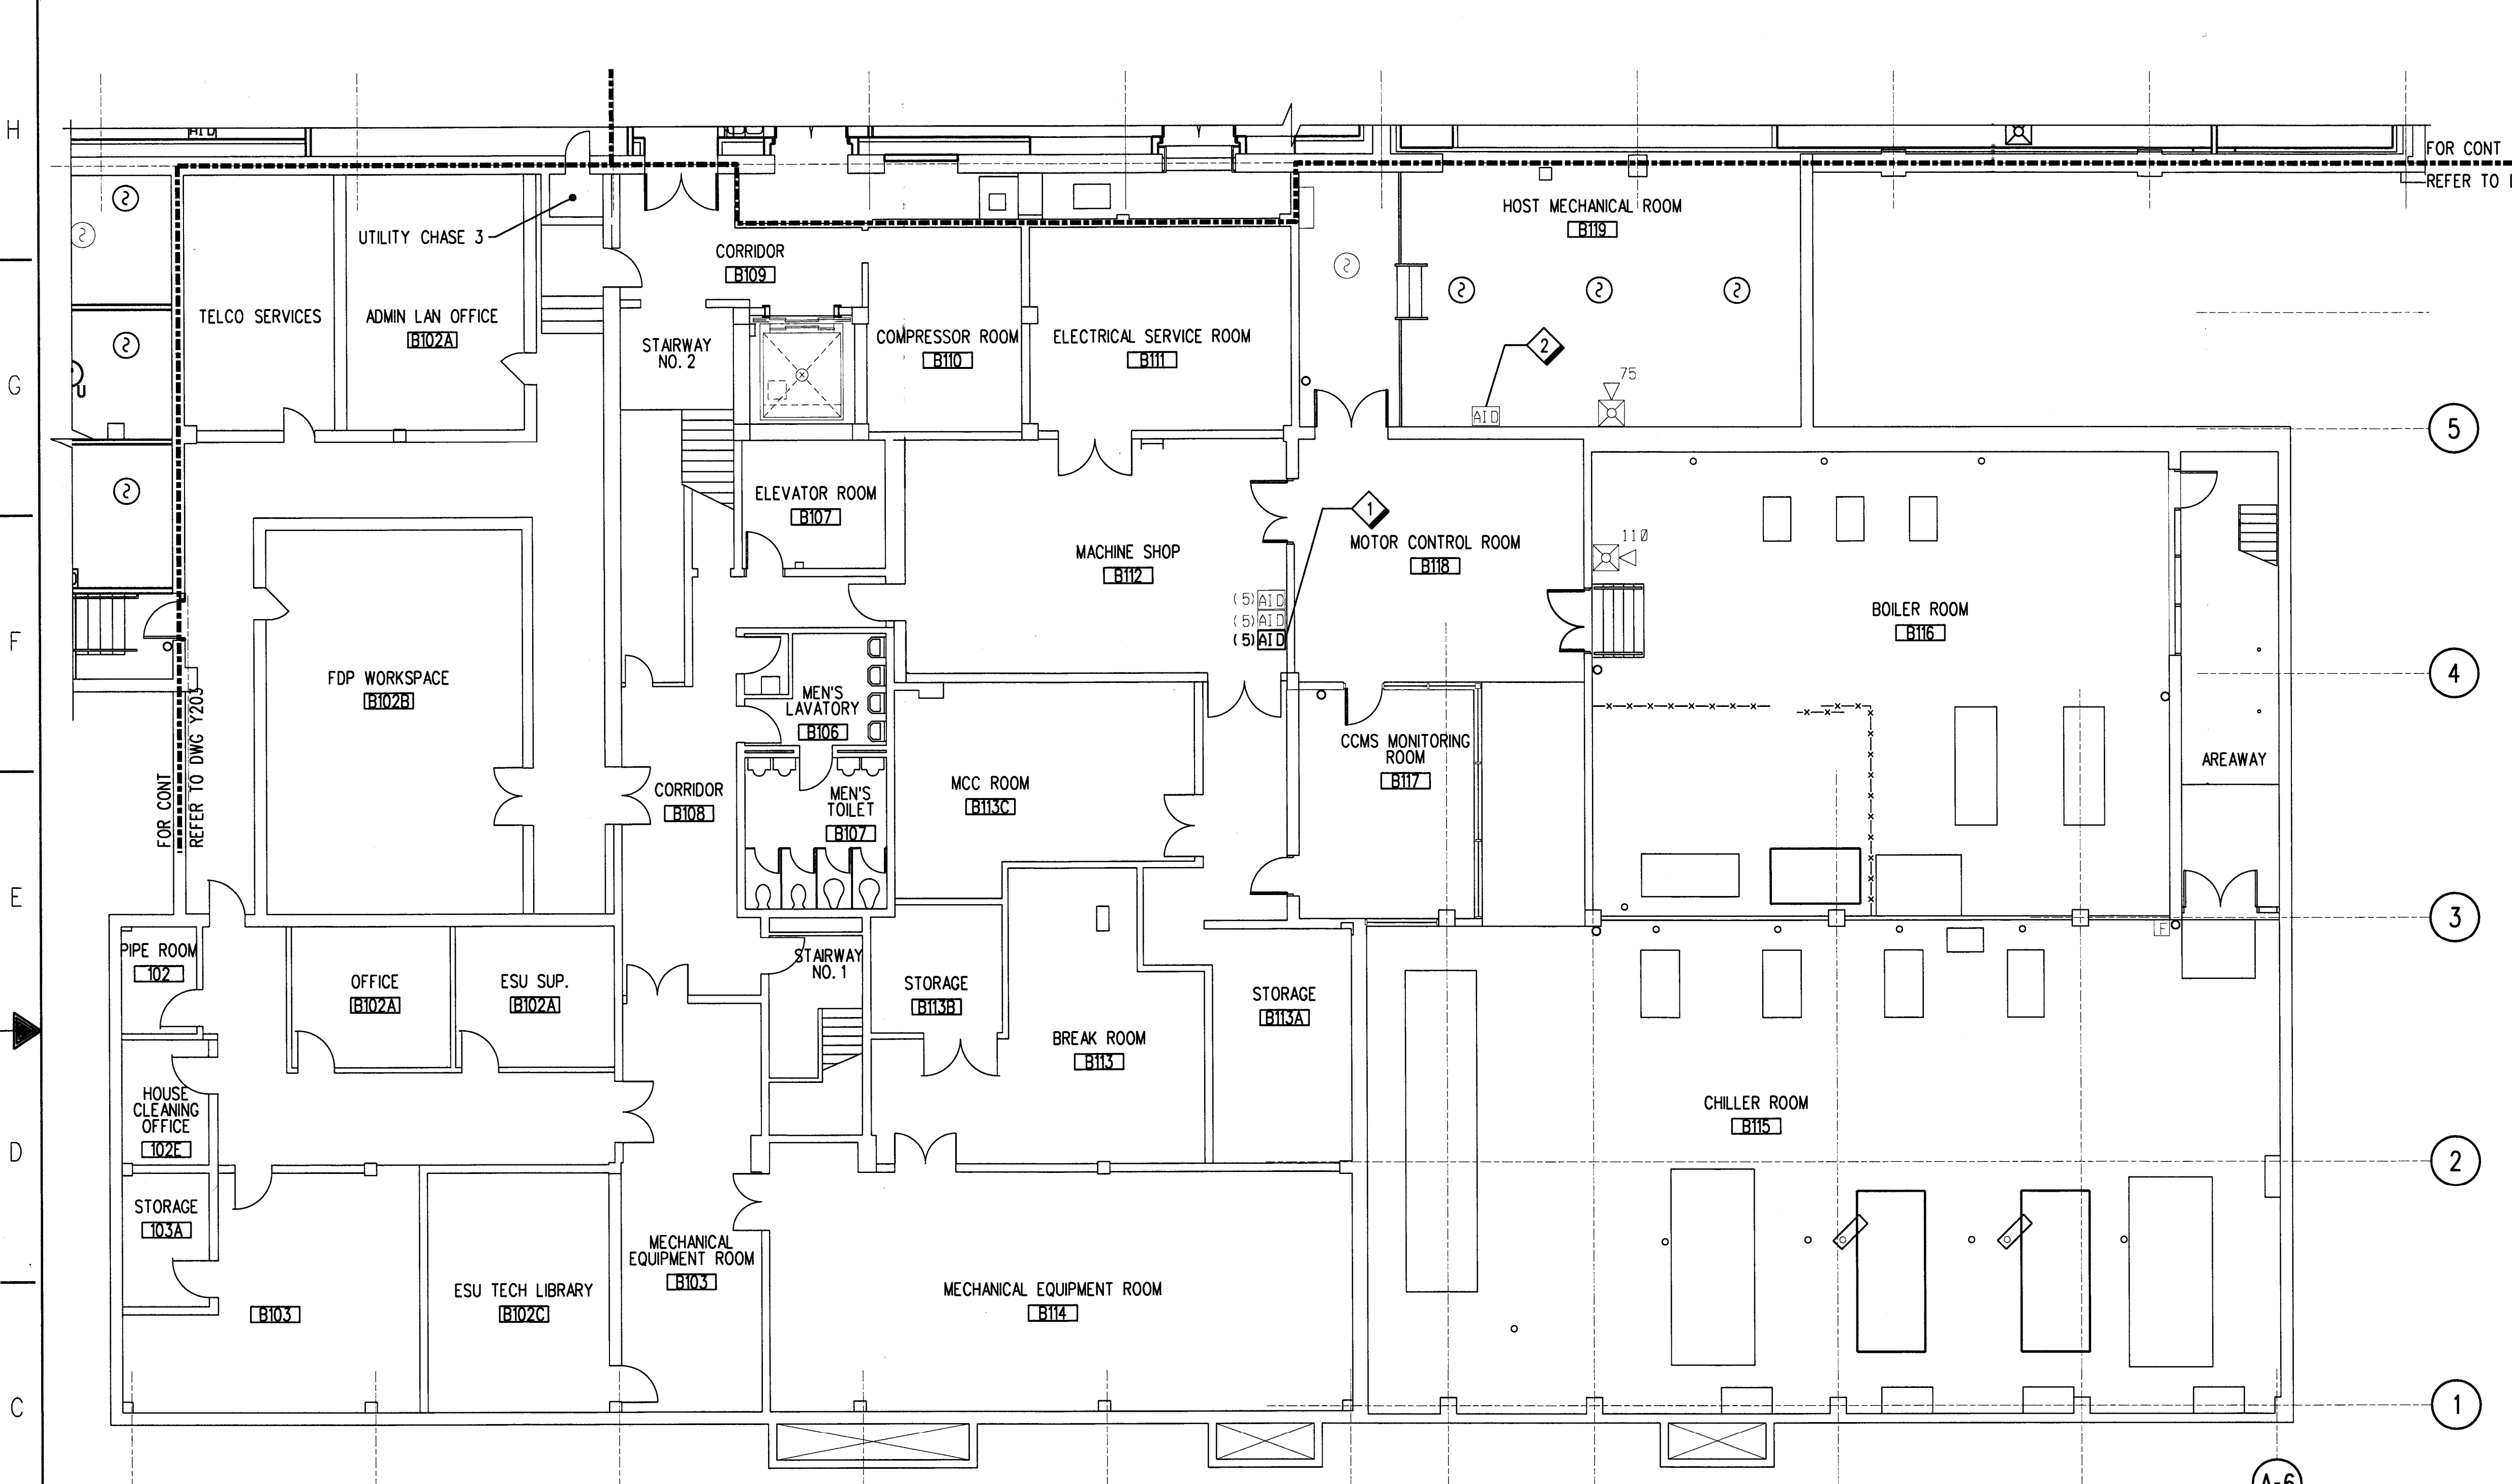 H
AID
FOR CONT
REFER TO
HOST MECHANICAL ROOM
B119
UTILITY CHASE 3
CORRIDOR
B109
TELCO SERVICES
ADMIN LAN OFFICE
B102A
STAIRWAY
NO. 2
COMPRESSOR ROOM
B110
ELECTRICAL SERVICE ROOM
B111
2
75
AID
G
5
ELEVATOR ROOM
B107
1
MACHINE SHOP
B112
MOTOR CONTROL ROOM
B118
110
(5) AID
(5) AID
(5) AID
BOILER ROOM
B116
F
4
FDP WORKSPACE
B102B
MEN'S
LAVATORY
B106
FOR CONT
REFER TO DWG Y203
CCMS MONITORING
ROOM
B117
AREAWAY
CORRIDOR
B108
MEN'S
TOILET
B107
MCC ROOM
B113C
E
3
F
PIPE ROOM
102
OFFICE
B102A
ESU SUP.
B102A
STAIRWAY
NO. 1
STORAGE
B113B
STORAGE
B113A
BREAK ROOM
B113
HOUSE
CLEANING
OFFICE
102E
CHILLER ROOM
B115
D
2
STORAGE
103A
MECHANICAL
EQUIPMENT ROOM
B103
B103
ESU TECH LIBRARY
B102C
MECHANICAL EQUIPMENT ROOM
B114
C
1
A-6